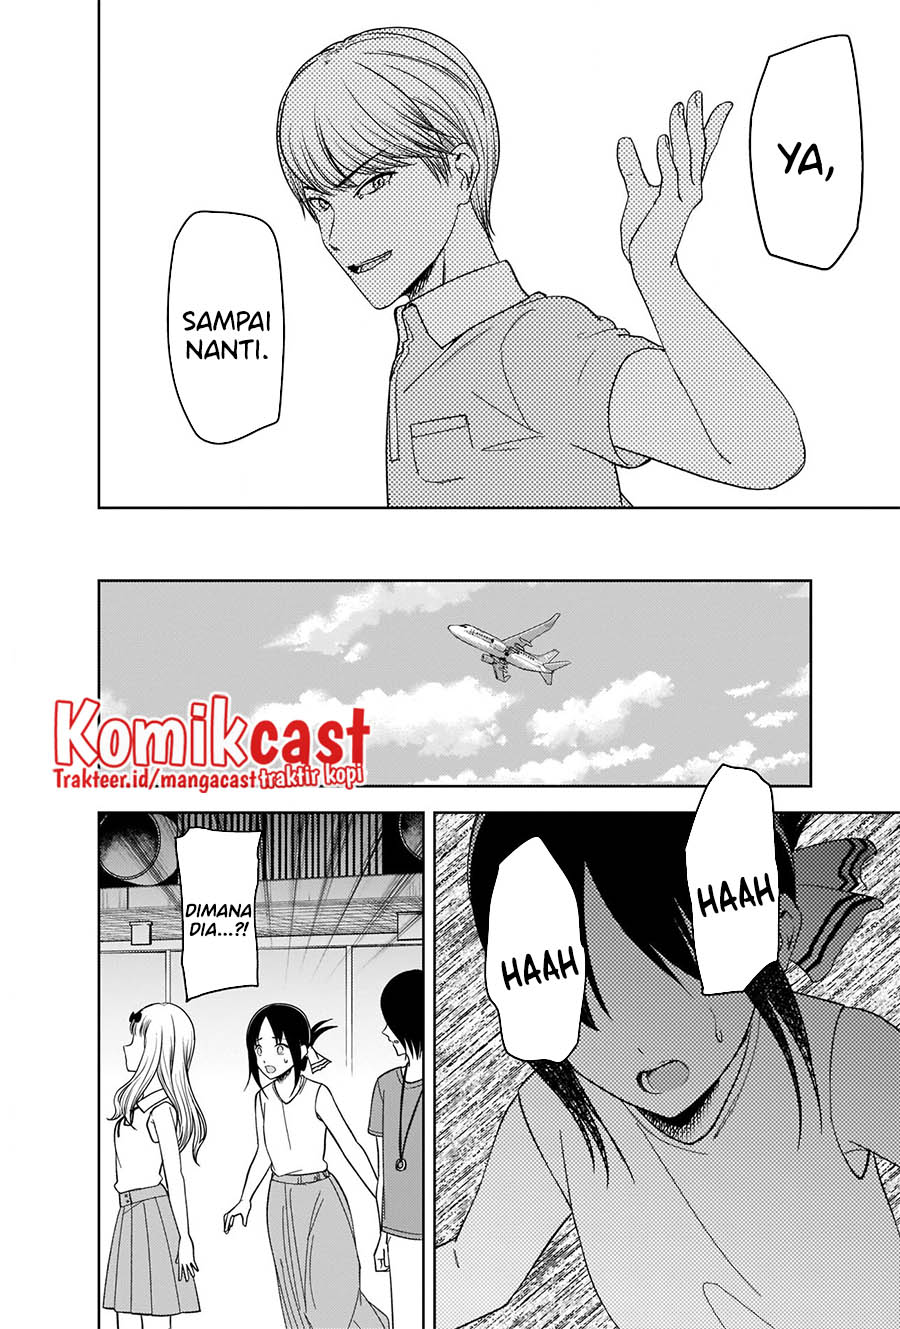 YA,
SAMPAI
NANTI.
Komikcast
Trakteer.id/mangacast traktir kopi
HAAH
HAAH
DIMANA
DIA...?!